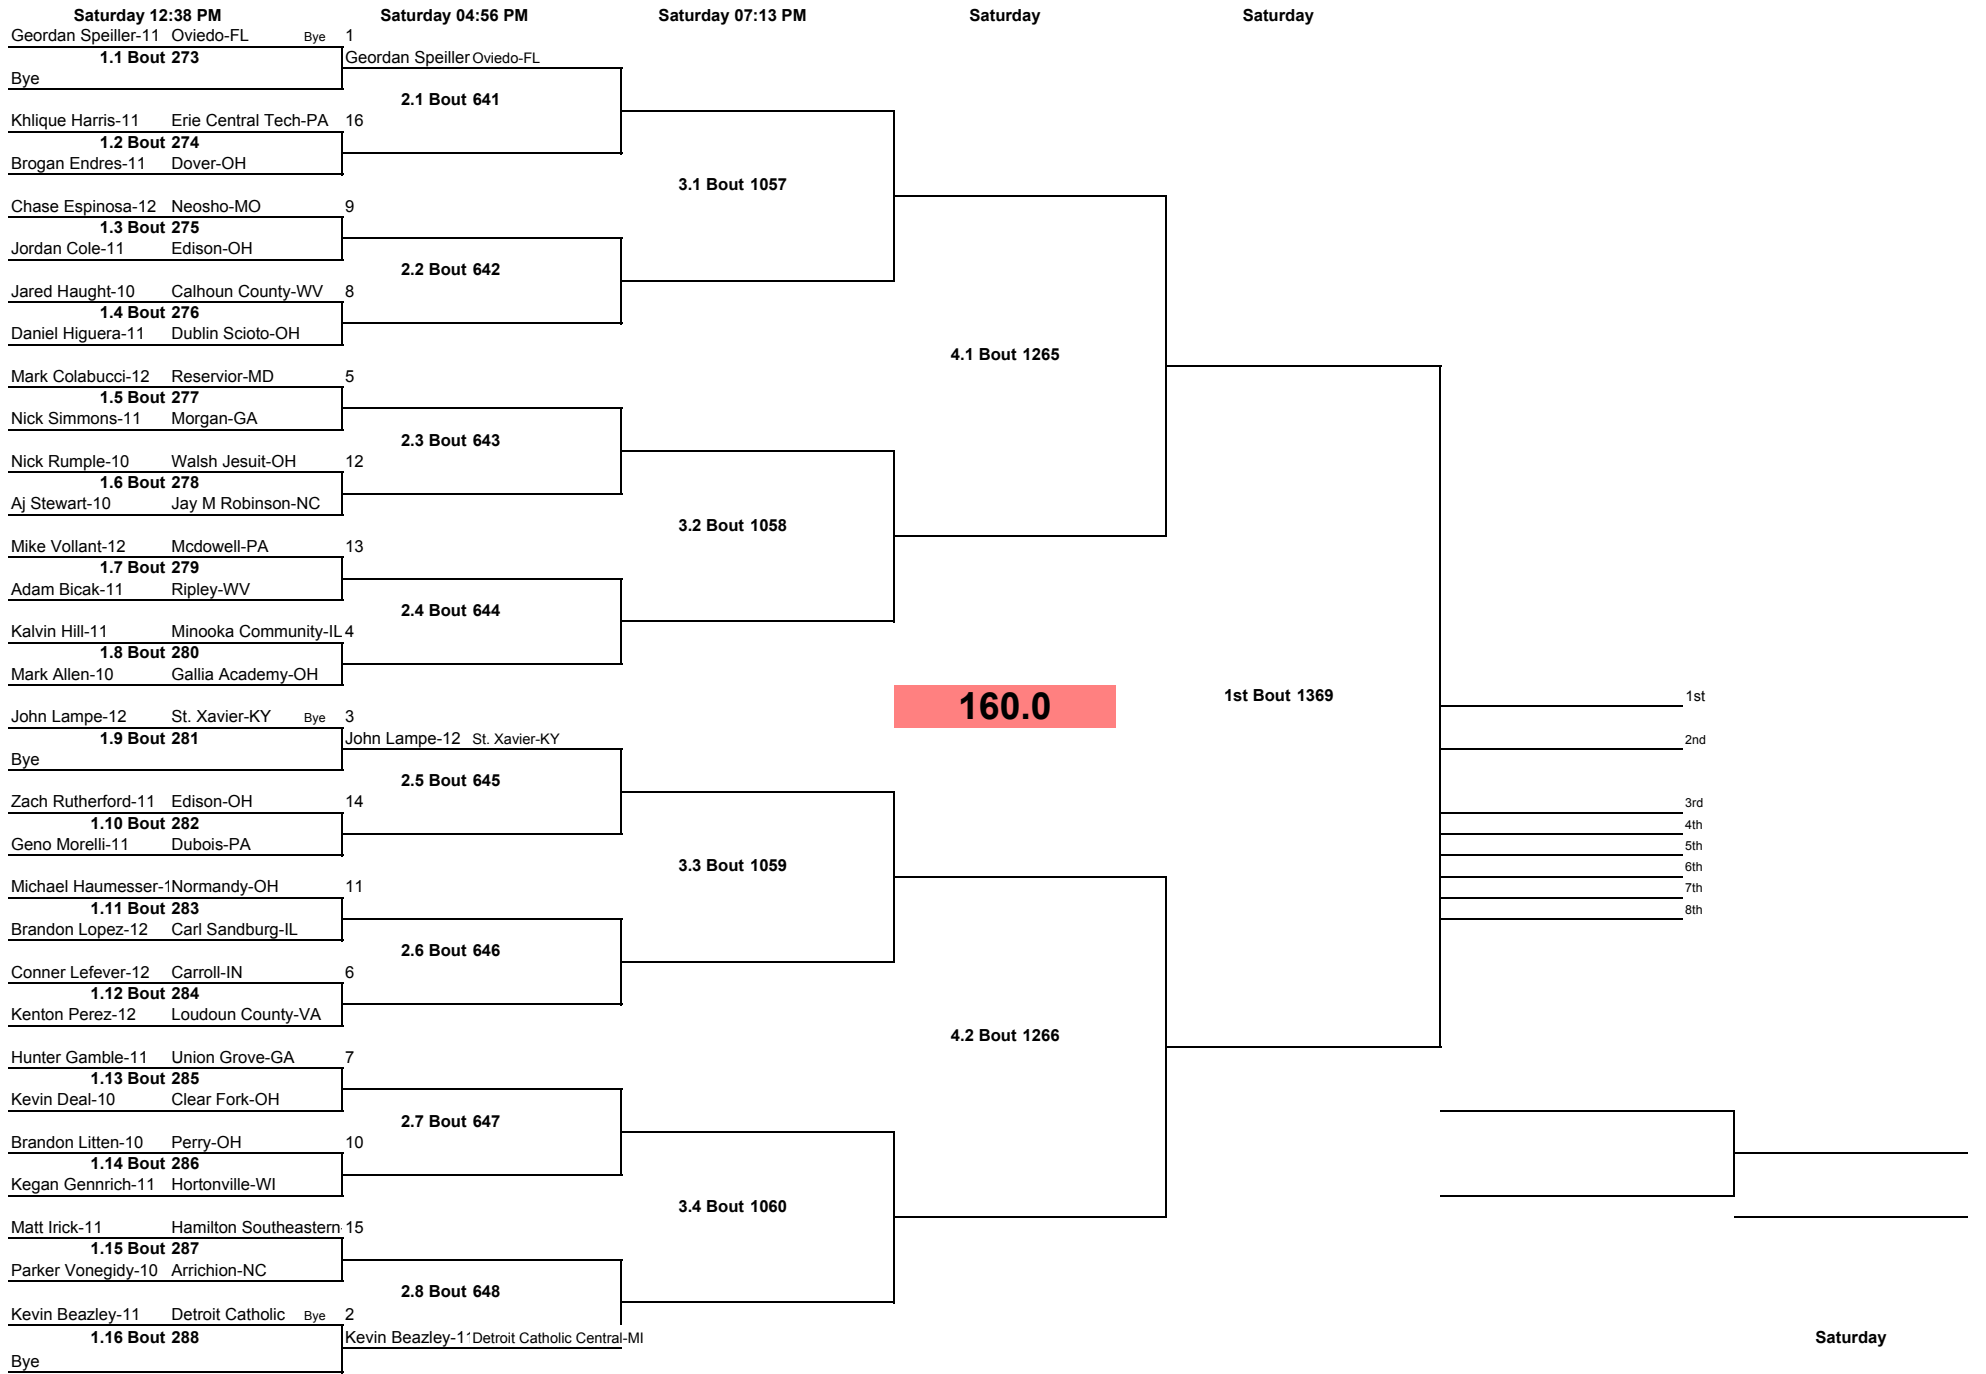 Saturday 12:38 PM Saturday 04:56 PM Saturday 07:13 PM Saturday Saturday
Geordan Speiller-11 Oviedo-FL Bye 1
1.1 Bout 273 Geordan Speiller Oviedo-FL
Bye
2.1 Bout 641
Khlique Harris-11 Erie Central Tech-PA 16
1.2 Bout 274
Brogan Endres-11 Dover-OH
3.1 Bout 1057
Chase Espinosa-12 Neosho-MO 9
1.3 Bout 275
Jordan Cole-11 Edison-OH
2.2 Bout 642
Jared Haught-10 Calhoun County-WV 8
1.4 Bout 276
Daniel Higuera-11 Dublin Scioto-OH
4.1 Bout 1265
Mark Colabucci-12 Reservior-MD 5
1.5 Bout 277
Nick Simmons-11 Morgan-GA
2.3 Bout 643
Nick Rumple-10 Walsh Jesuit-OH 12
1.6 Bout 278
Aj Stewart-10 Jay M Robinson-NC
3.2 Bout 1058
Mike Vollant-12 Mcdowell-PA 13
1.7 Bout 279
Adam Bicak-11 Ripley-WV
2.4 Bout 644
Kalvin Hill-11 Minooka Community-IL 4
1.8 Bout 280
Mark Allen-10 Gallia Academy-OH
160.0 1st Bout 1369 1st
John Lampe-12 St. Xavier-KY Bye 3
1.9 Bout 281 John Lampe-12 St. Xavier-KY 2nd
Bye
2.5 Bout 645
Zach Rutherford-11 Edison-OH 14 3rd
1.10 Bout 282 4th
Geno Morelli-11 Dubois-PA 5th
3.3 Bout 1059 6th
Michael Haumesser-1 Normandy-OH 11 7th
1.11 Bout 283 8th
Brandon Lopez-12 Carl Sandburg-IL
2.6 Bout 646
Conner Lefever-12 Carroll-IN 6
1.12 Bout 284
Kenton Perez-12 Loudoun County-VA
4.2 Bout 1266
Hunter Gamble-11 Union Grove-GA 7
1.13 Bout 285
Kevin Deal-10 Clear Fork-OH
2.7 Bout 647
Brandon Litten-10 Perry-OH 10
1.14 Bout 286
Kegan Gennrich-11 Hortonville-WI
3.4 Bout 1060
Matt Irick-11 Hamilton Southeastern- 15
1.15 Bout 287
Parker Vonegidy-10 Arrichion-NC
2.8 Bout 648
Kevin Beazley-11 Detroit Catholic Bye 2
1.16 Bout 288 Kevin Beazley-11 Detroit Catholic Central-MI Saturday
Bye